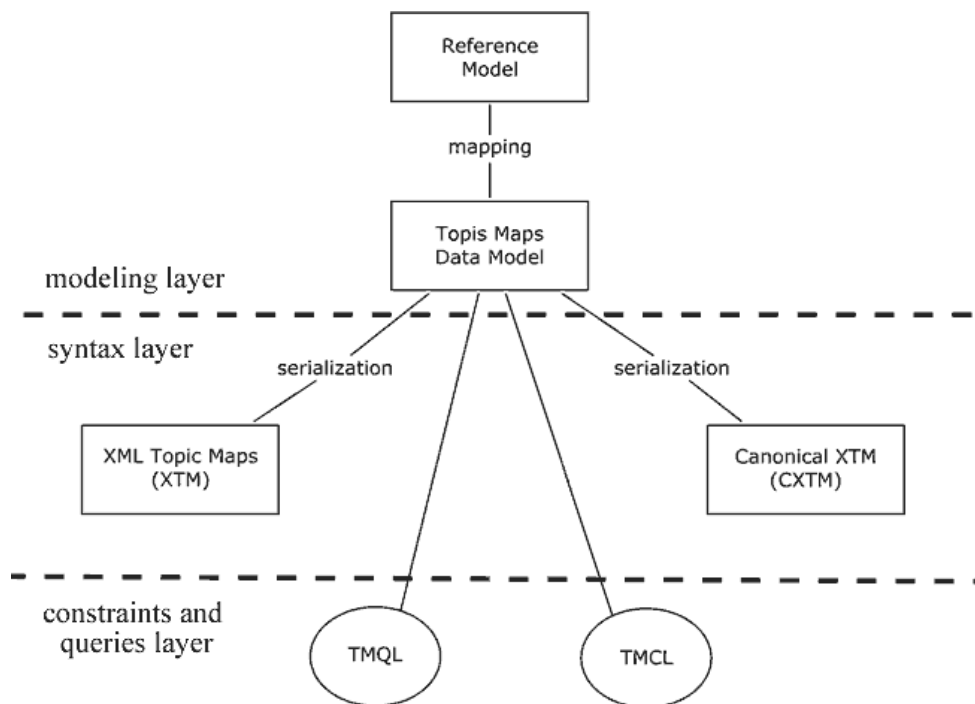 Reference
Model
mapping
Topis Maps
Data Model
modeling layer
syntax layer
serialization
serialization
XML Topic Maps
(XTM)
Canonical XTM
(CXTM)
constraints and
queries layer
TMQL
TMCL